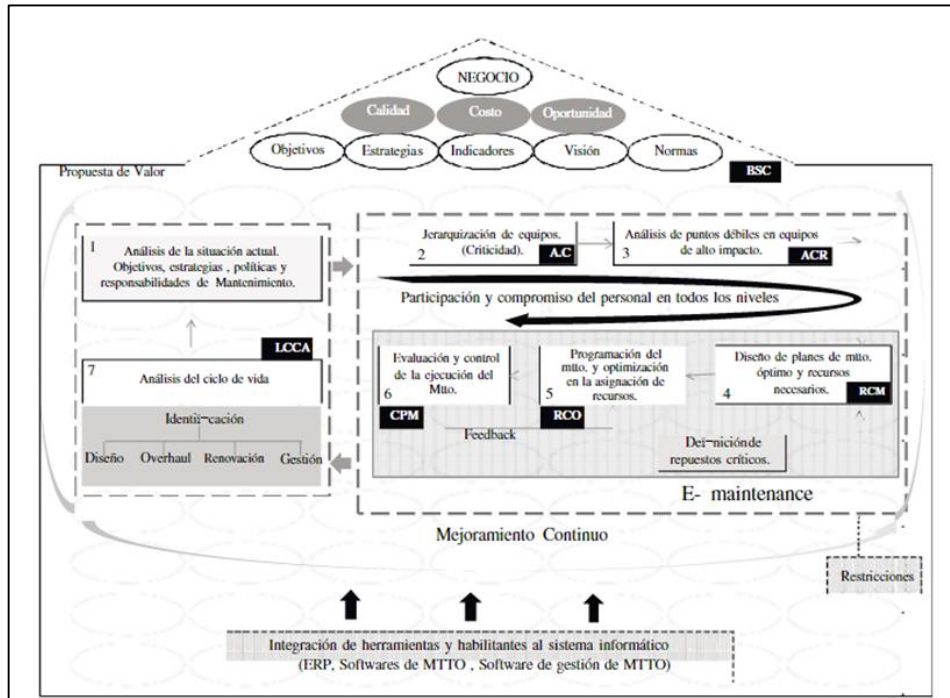 NEGOCIO
Calidad Costo Oportunidad
Objetivos Estrategias Indicadores Visión Normas
Propuesta de Valor
BSC
1
Análisis de la situación actual.
Objetivos, estrategias , políticas y
responsabilidades de Mantenimiento.
2
Jerarquización de equipos.
(Criticidad).
A.C
3
Análisis de puntos débiles en equipos
de alto impacto.
ACR
Participación y compromiso del personal en todos los niveles
LCCA
7
Análisis del ciclo de vida
Identi–cación
Diseño Overhaul Renovación Gestión
Evaluación y control
de la ejecución del
Mtto.
6
CPM
Programación del
mtto. y optimización
en la asignación de
recursos.
5
RCO
Diseño de planes de mtto.
óptimo y recursos
necesarios.
4
RCM
Feedback
De–nición de
repuestos críticos.
E- maintenance
Mejoramiento Continuo
Restricciones
Integración de herramientas y habilitantes al sistema informático
(ERP, Softwares de MTTO , Software de gestión de MTTO)